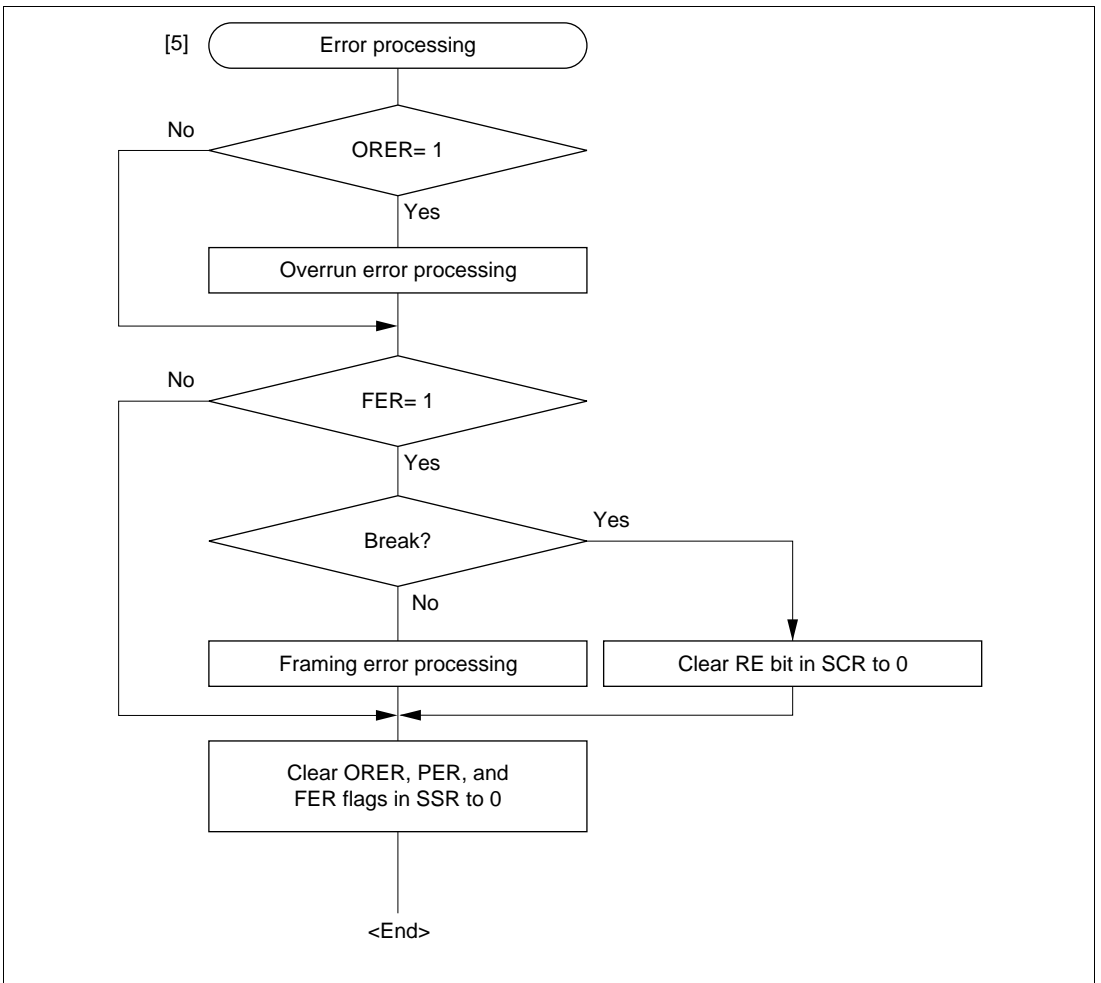 [5] Error processing
No
ORER= 1
Yes
Overrun error processing
No
FER= 1
Yes
Yes
Break?
No
Framing error processing
Clear RE bit in SCR to 0
Clear ORER, PER, and
FER flags in SSR to 0
<End>